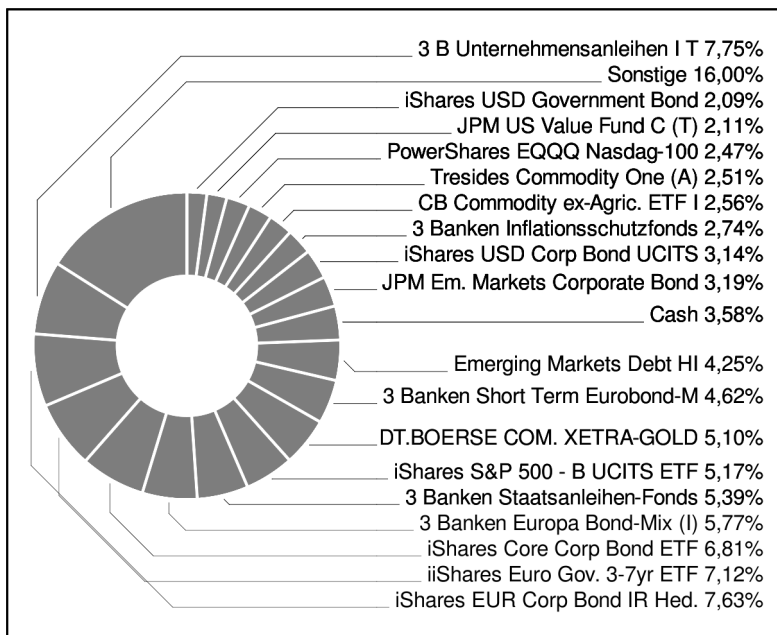 3 B Unternehmensanleihen I T 7,75%
Sonstige 16,00%
iShares USD Government Bond 2,09%
JPM US Value Fund C (T) 2,11%
PowerShares EQQQ Nasdag-100 2,47%
Tresides Commodity One (A) 2,51%
CB Commodity ex-Agric. ETF I 2,56%
3 Banken Inflationsschutzfonds 2,74%
iShares USD Corp Bond UCITS 3,14%
JPM Em. Markets Corporate Bond 3,19%
Cash 3,58%
Emerging Markets Debt HI 4,25%
3 Banken Short Term Eurobond-M 4,62%
DT.BOERSE COM. XETRA-GOLD 5,10%
iShares S&P 500 - B UCITS ETF 5,17%
3 Banken Staatsanleihen-Fonds 5,39%
3 Banken Europa Bond-Mix (I) 5,77%
iShares Core Corp Bond ETF 6,81%
iiShares Euro Gov. 3-7yr ETF 7,12%
iShares EUR Corp Bond IR Hed. 7,63%